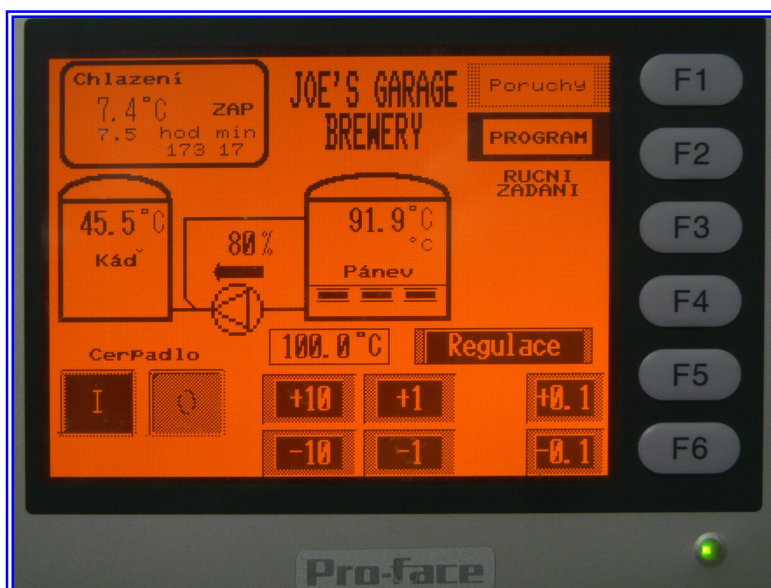 Chlazení
7.4°C ZAP
7.5 hod min
173 17
JOE'S GARAGE
BREWERY
Poruchy
PROGRAM
RUCNI
ZADANI
45.5°C
Káď
80%
91.9°C
°C
Pánev
CerPadlo
100.0°C
Regulace
I
O
+10
+1
+0.1
-10
-1
-0.1
F1
F2
F3
F4
F5
F6
Pro-face